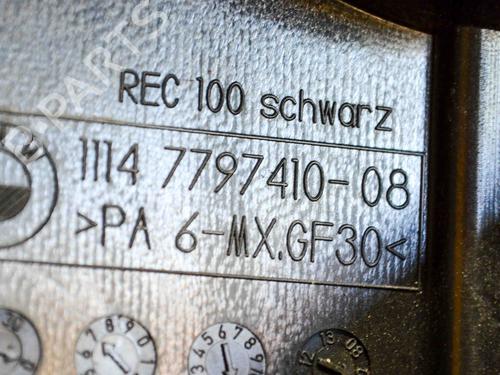 REC 100 schwarz
1114 7797410-08
>PA 6-MX.GF30<